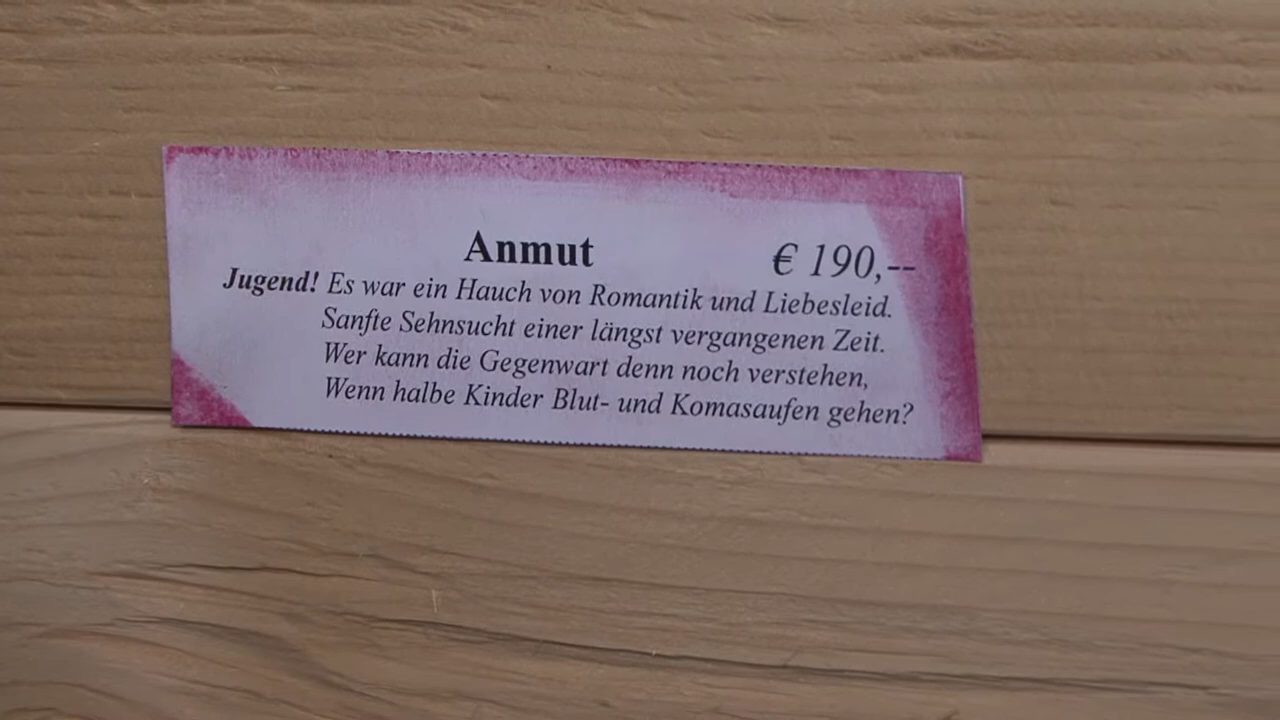 Anmut € 190,--
Jugend! Es war ein Hauch von Romantik und Liebesleid.
Sanfte Sehnsucht einer längst vergangenen Zeit.
Wer kann die Gegenwart denn noch verstehen,
Wenn halbe Kinder Blut- und Komasaufen gehen?